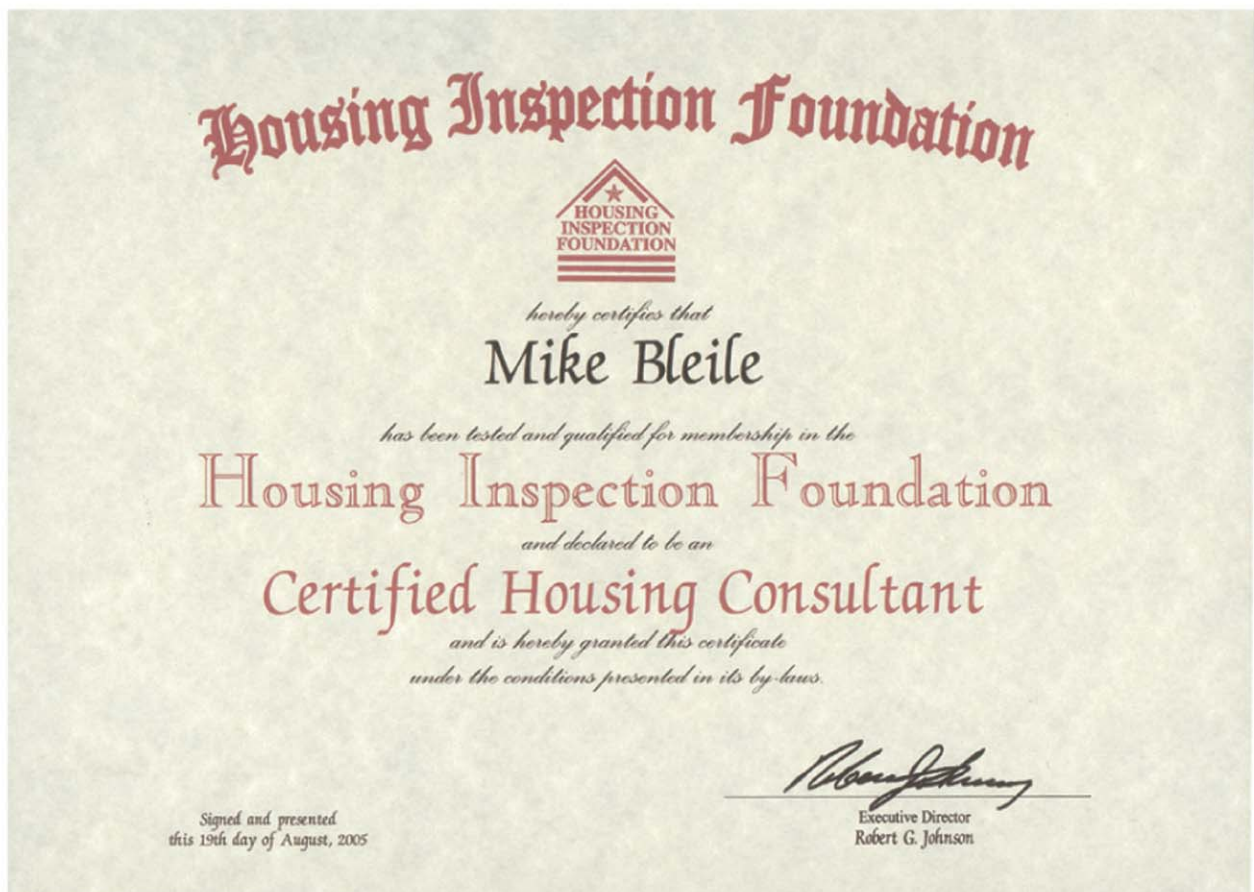 Housing Inspection Foundation
HOUSING
INSPECTION
FOUNDATION
hereby certifies that
Mike Bleile
has been tested and qualified for membership in the
Housing Inspection Foundation
and declared to be an
Certified Housing Consultant
and is hereby granted this certificate
under the conditions presented in its by-laws.
Signed and presented
this 19th day of August, 2005
Executive Director
Robert G. Johnson